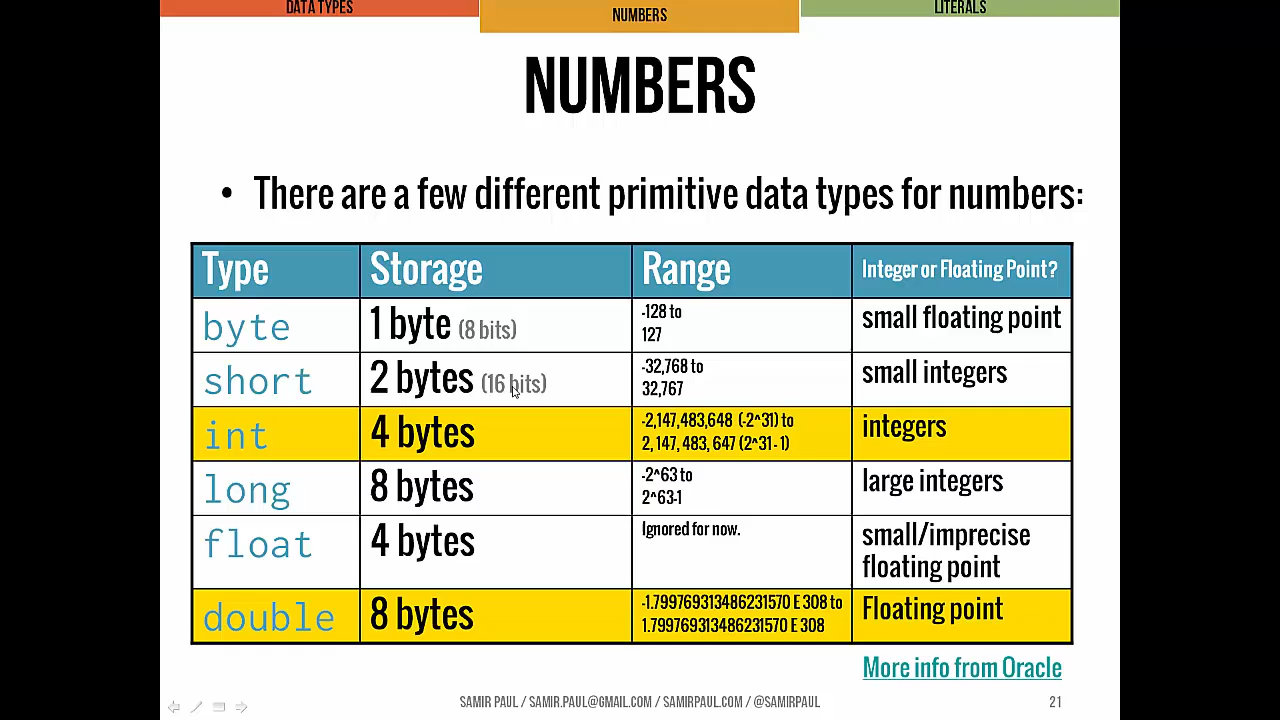 DATA TYPES
NUMBERS
LITERALS
NUMBERS
• There are a few different primitive data types for numbers:
Type Storage Range Integer or Floating Point?
byte 1 byte (8 bits) -128 to
127 small floating point
short 2 bytes (16 bits) -32,768 to
32,767 small integers
int 4 bytes -2,147,483,648 (-2^31) to
2, 147, 483, 647 (2^31 - 1) integers
long 8 bytes -2^63 to
2^63-1 large integers
float 4 bytes Ignored for now. small/imprecise
floating point
double 8 bytes -1.799769313486231570 E 308 to
1.799769313486231570 E 308 Floating point
More info from Oracle
SAMIR PAUL / SAMIR.PAUL@GMAIL.COM / SAMIRPAUL.COM / @SAMIRPAUL 21